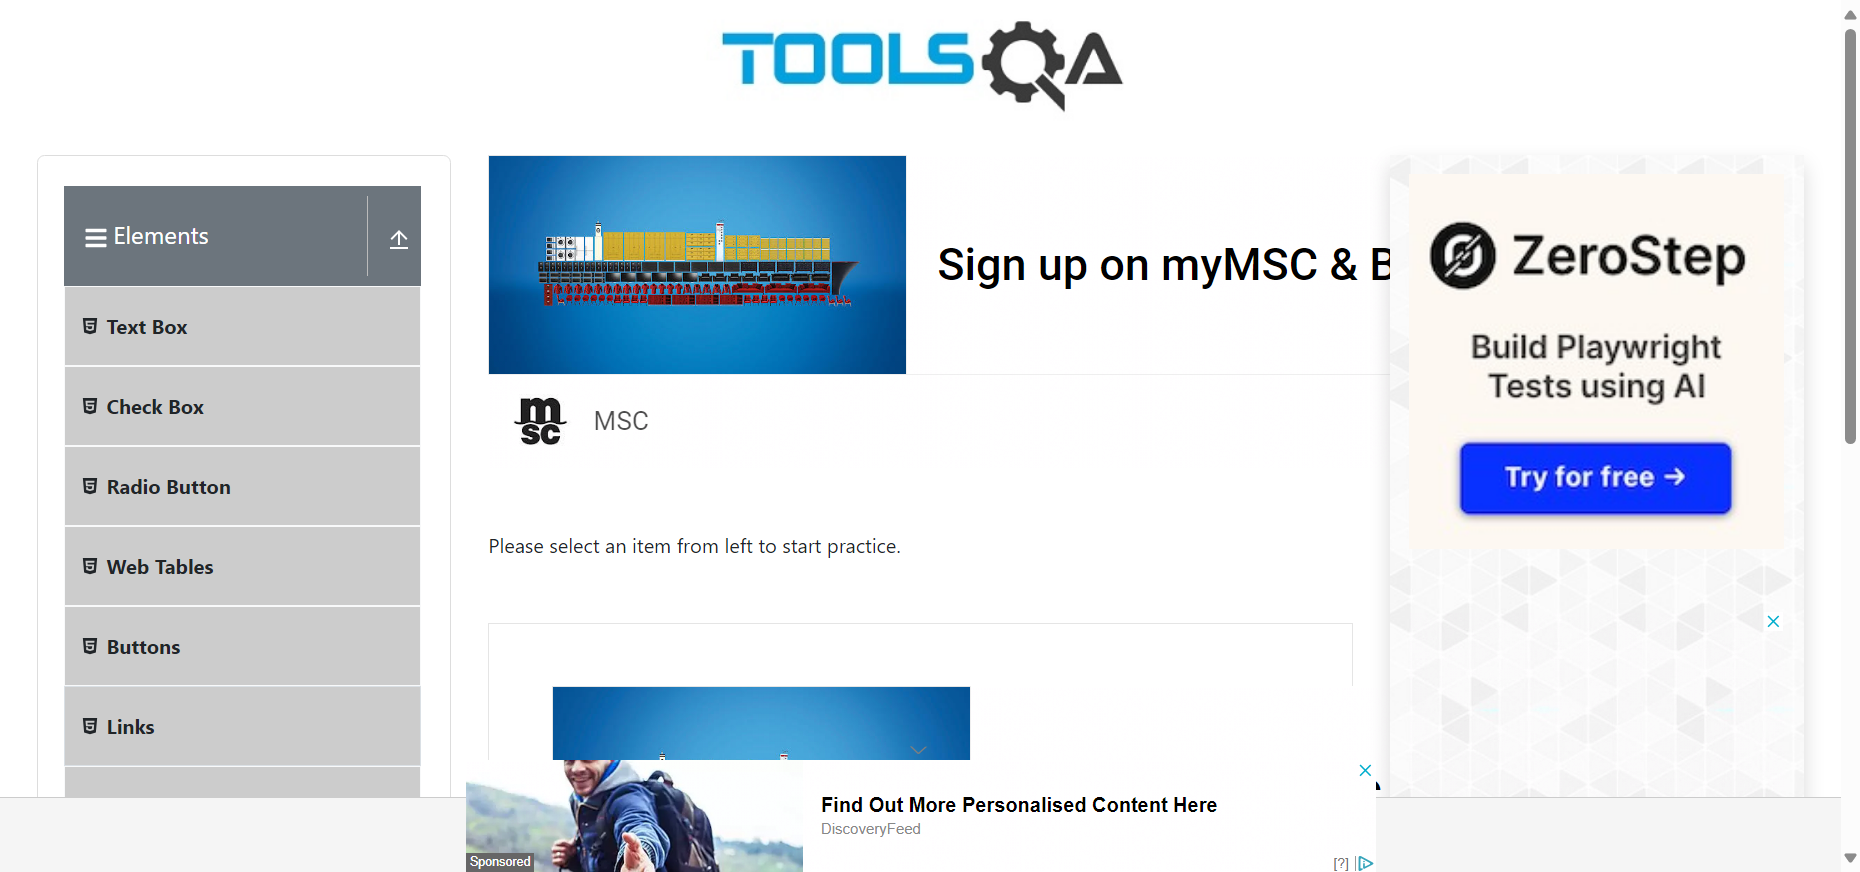 TOOLSQA
Elements
Text Box
Check Box
Radio Button
Web Tables
Buttons
Links
Sign up on myMSC & B
msc
MSC
Please select an item from left to start practice.
ZeroStep
Build Playwright
Tests using AI
Try for free →
Find Out More Personalised Content Here
DiscoveryFeed
Sponsored
[?]